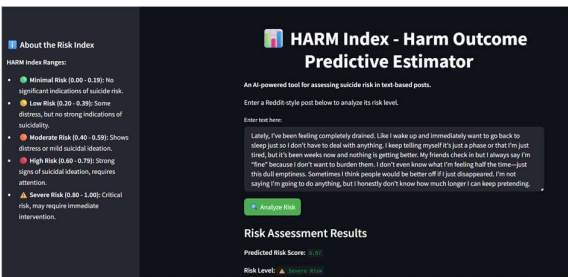 About the Risk Index
HARM Index Ranges:
Minimal Risk (0.00 - 0.19): No
significant indications of suicide risk.
Low Risk (0.20 - 0.39): Some
distress, but no strong indications of
suicidality.
Moderate Risk (0.40 - 0.59): Shows
distress or mild suicidal ideation.
High Risk (0.60 - 0.79): Strong
signs of suicidal ideation, requires
attention.
Severe Risk (0.80 - 1.00): Critical
risk, may require immediate
intervention.
HARM Index - Harm Outcome
Predictive Estimator
An AI-powered tool for assessing suicide risk in text-based posts.
Enter a Reddit-style post below to analyze its risk level.
Enter text here:
Lately, I've been feeling completely drained. Like I wake up and immediately want to go back to
sleep just so I don't have to deal with anything. I keep telling myself it's just a phase or that I'm just
tired, but it's been weeks now and nothing is getting better. My friends check in but I always say I'm
"fine" because I don't want to burden them. I don't even know what I'm feeling half the time—just
this dull emptiness. Sometimes I think people would be better off if I just disappeared. I'm not
saying I'm going to do anything, but I honestly don't know how much longer I can keep pretending.
Analyze Risk
Risk Assessment Results
Predicted Risk Score:
Risk Level: Severe Risk